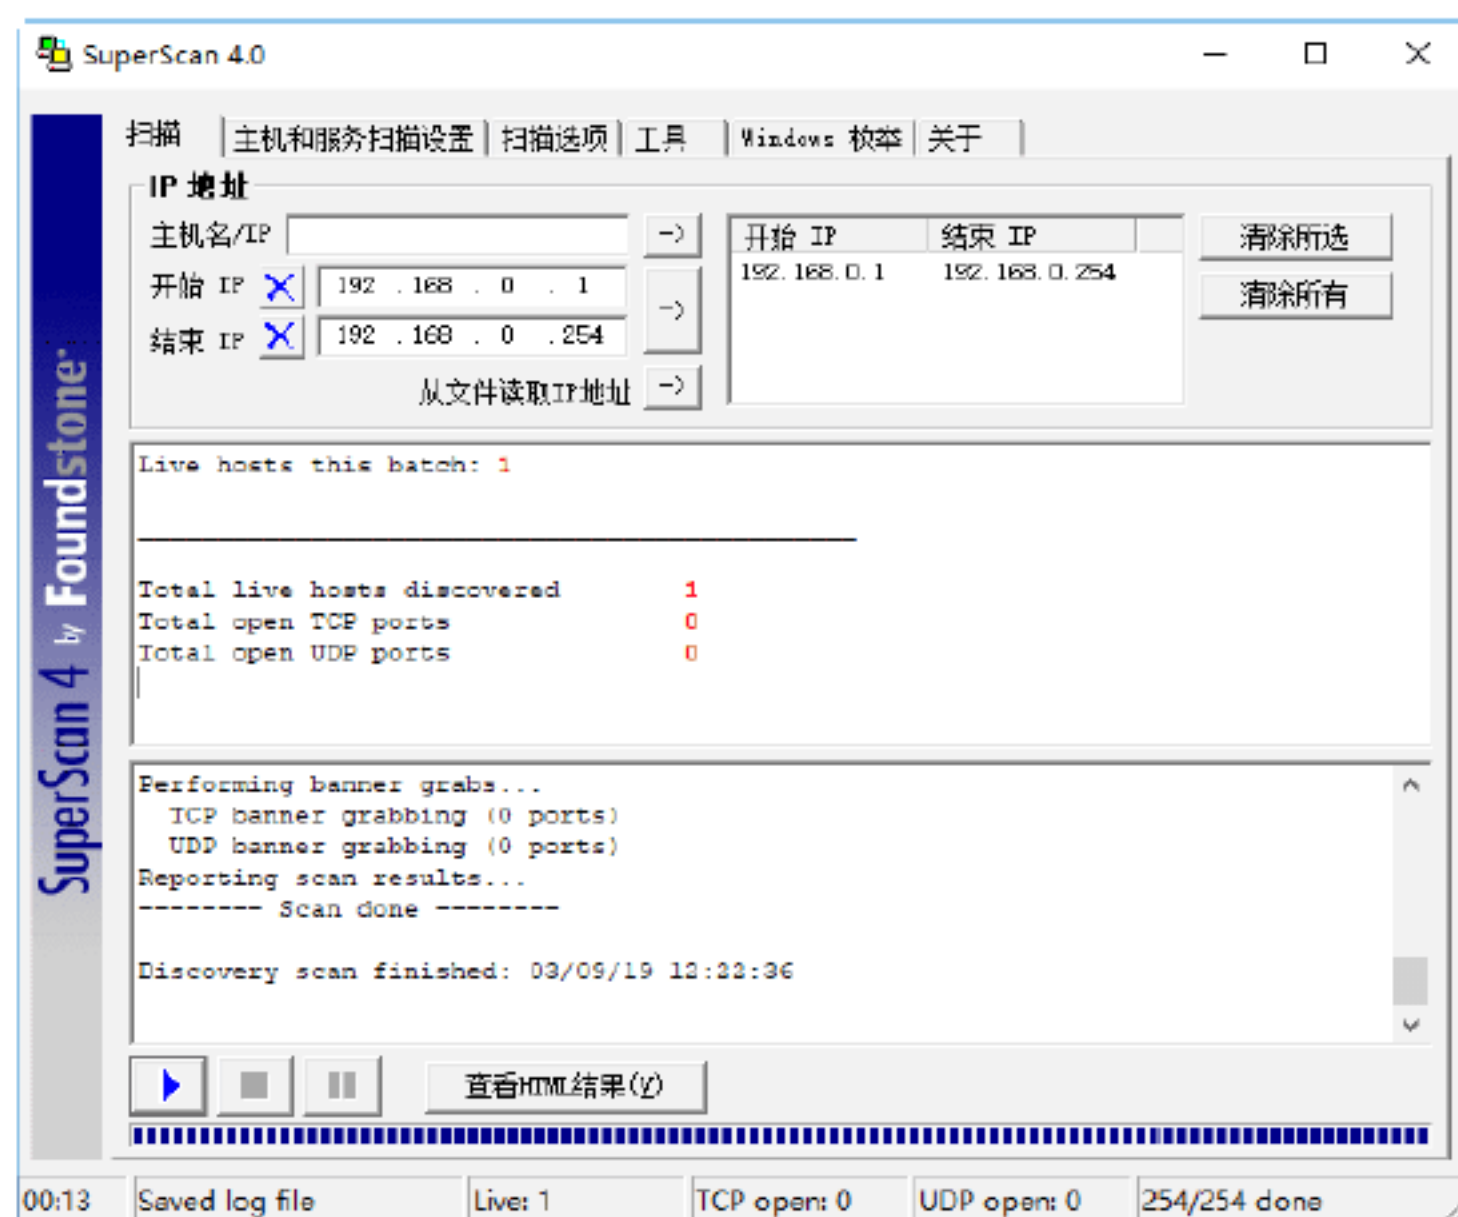 SuperScan 4.0
扫描 主机和服务扫描设置 扫描选项 工具 Windows 枚举 关于
IP 地址
主机名/IP
->
开始 IP 192 . 168 . 0 . 1
->
结束 IP 192 . 168 . 0 . 254
从文件读取IP地址 ->
开始 IP 结束 IP
192.168.0.1 192.168.0.254
清除所选
清除所有
SuperScan 4 by Foundstone
Live hosts this batch: 1
Total live hosts discovered 1
Total open TCP ports 0
Total open UDP ports 0
Performing banner grabs...
TCP banner grabbing (0 ports)
UDP banner grabbing (0 ports)
Reporting scan results...
-------- Scan done --------
Discovery scan finished: 03/09/19 12:22:36
查看HTML结果(V)
00:13 Saved log file Live: 1 TCP open: 0 UDP open: 0 254/254 done